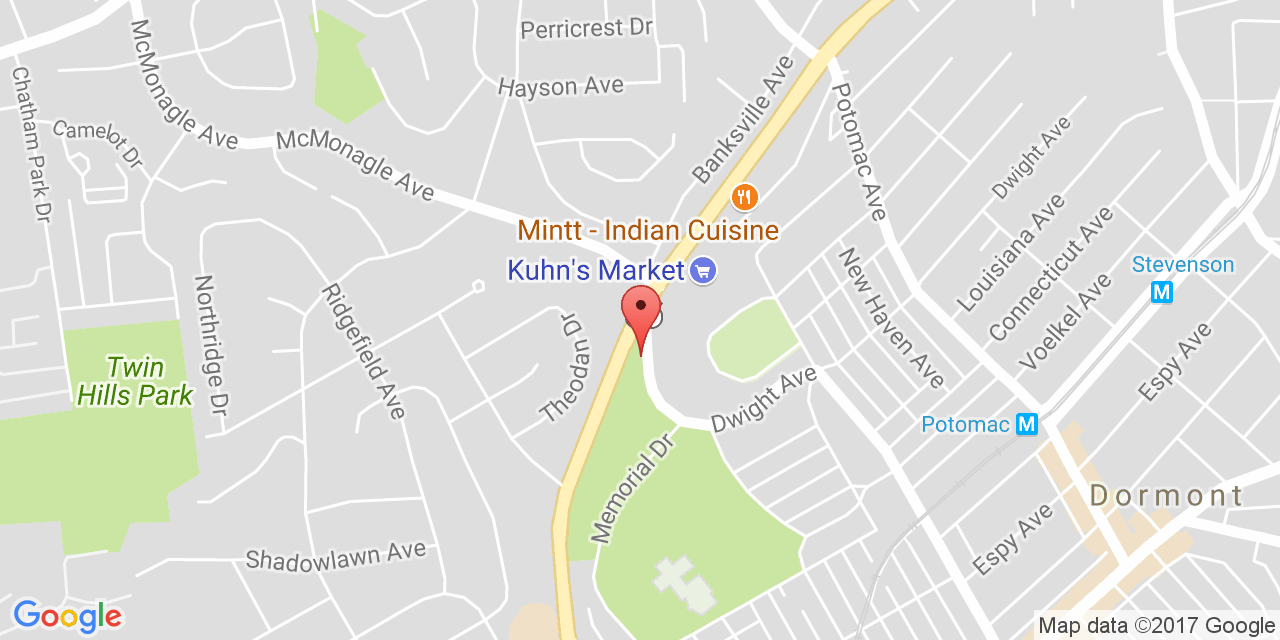 Perricrest Dr
McMonagle Ave
Hayson Ave
Banksville Ave
Chatham Park Dr
Camelot Dr
McMonagle Ave
Potomac Ave
Dwight Ave
Mintt - Indian Cuisine
Kuhn's Market
Louisiana Ave
Connecticut Ave
Stevenson
M
New Haven Ave
Voelkel Ave
Northridge Dr
Ridgefield Ave
Theodan Dr
Espy Ave
Twin
Hills Park
Dwight Ave
Potomac
M
Memorial Dr
Dormont
Espy Ave
Shadowlawn Ave
Google
Map data ©2017 Google